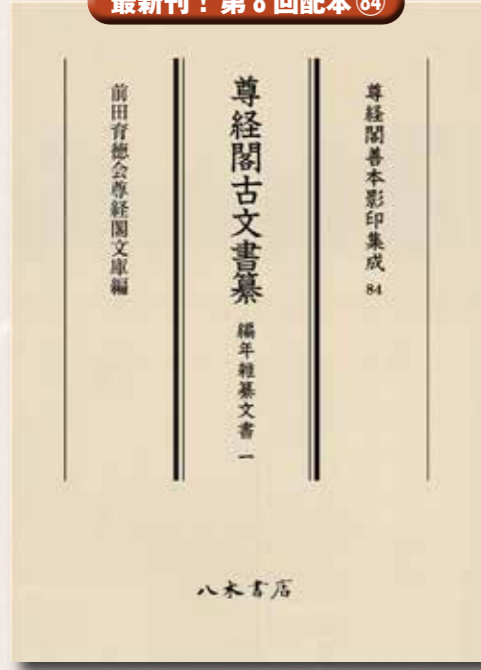 最新刊！第8回配本84
尊経閣善本影印集成 84
尊経閣古文書纂 編年雑纂文書 一
前田育徳会尊経閣文庫編
八木書店